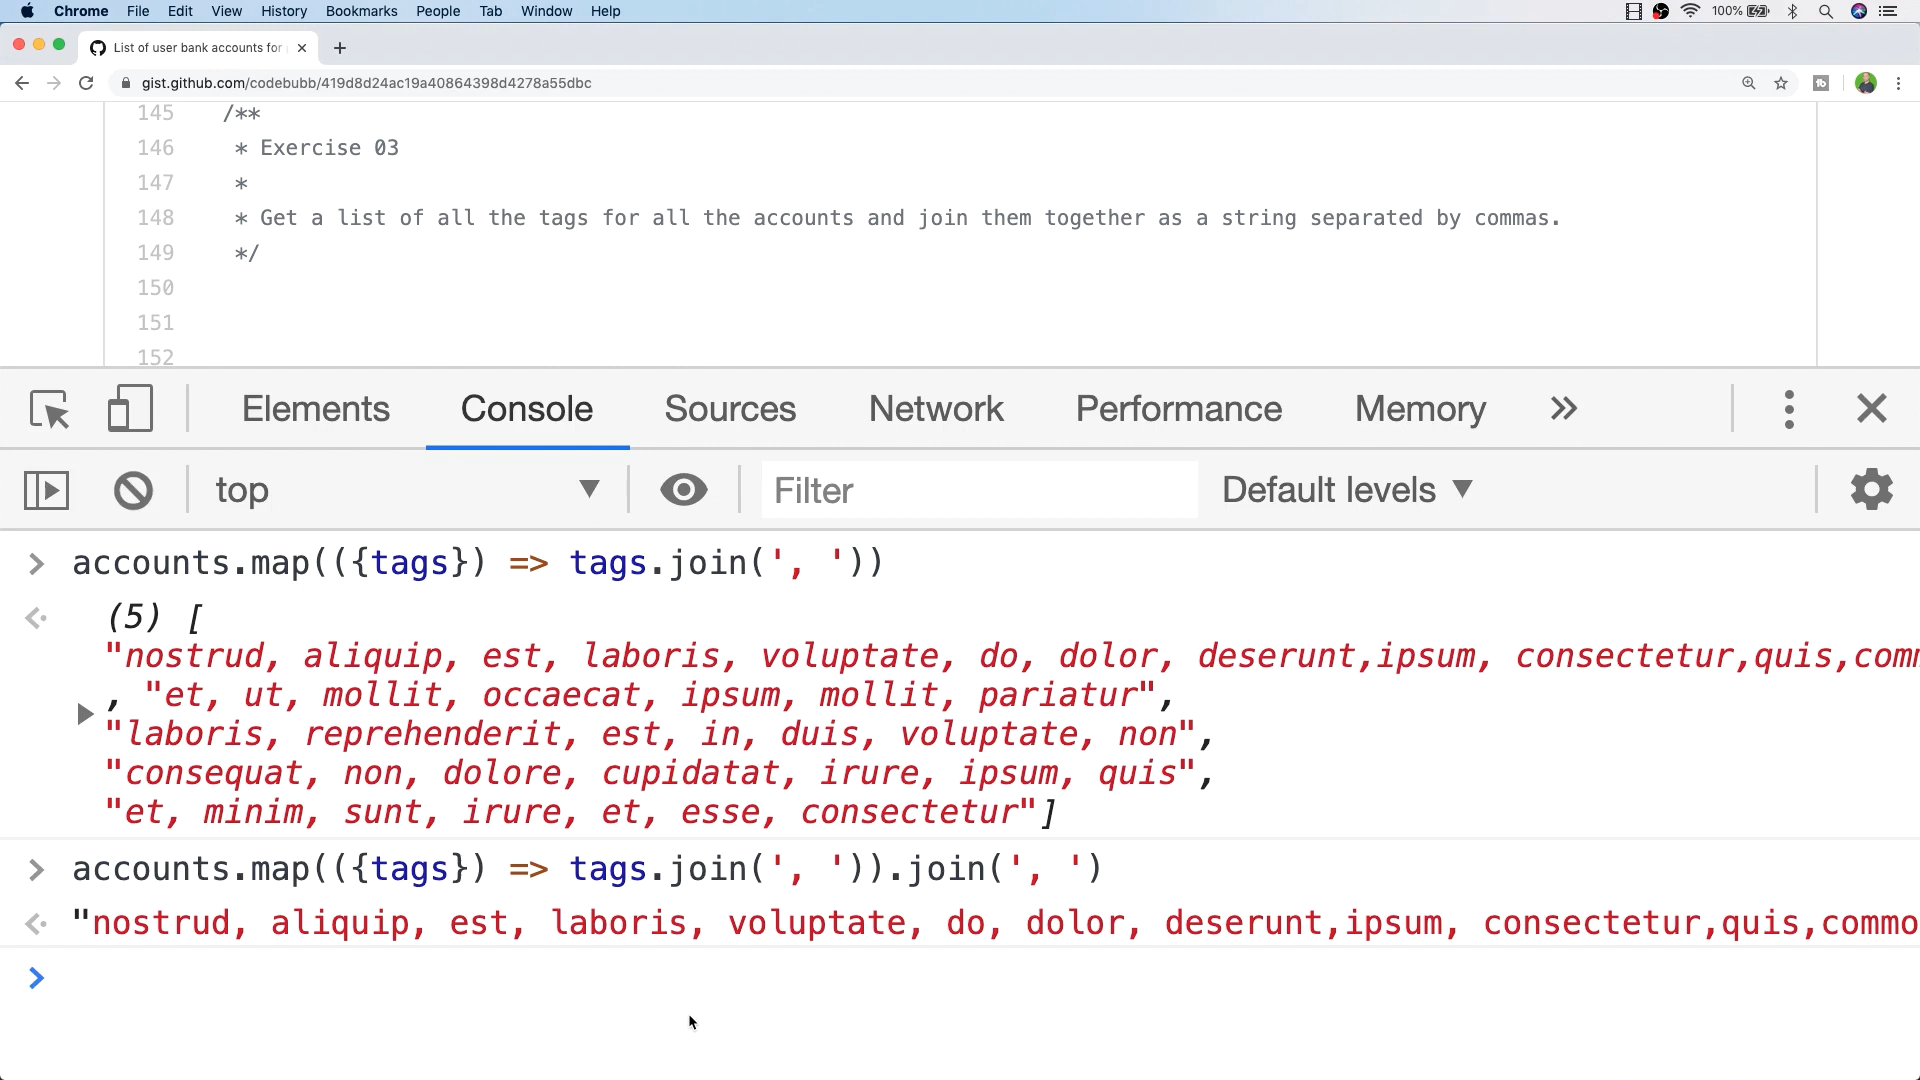 Chrome File Edit View History Bookmarks People Tab Window Help 100%
List of user bank accounts for
gist.github.com/codebubb/419d8d24ac19a40864398d4278a55dbc
145 /**
146 * Exercise 03
147 *
148 * Get a list of all the tags for all the accounts and join them together as a string separated by commas.
149 */
150
151
152
Elements Console Sources Network Performance Memory
top Filter Default levels
> accounts.map(({tags}) => tags.join(', '))
(5) [
"nostrud, aliquip, est, laboris, voluptate, do, dolor, deserunt,ipsum, consectetur,quis,comm
, "et, ut, mollit, occaecat, ipsum, mollit, pariatur",
"laboris, reprehenderit, est, in, duis, voluptate, non",
"consequat, non, dolore, cupidatat, irure, ipsum, quis",
"et, minim, sunt, irure, et, esse, consectetur"]
> accounts.map(({tags}) => tags.join(', ')).join(', ')
"nostrud, aliquip, est, laboris, voluptate, do, dolor, deserunt,ipsum, consectetur,quis,commo
>